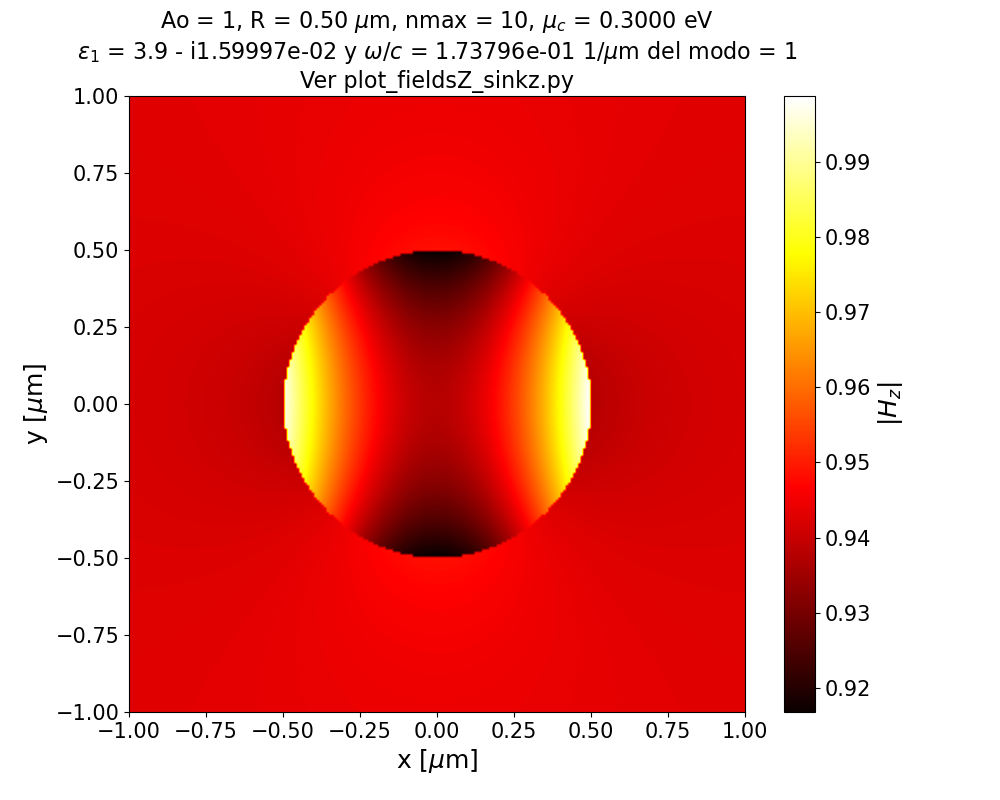 Ao = 1, R = 0.50 μm, nmax = 10, μ_c = 0.3000 eV
ε₁ = 3.9 - i1.59997e-02 y ω/c = 1.73796e-01 1/μm del modo = 1
Ver plot_fieldsZ_sinkz.py
1.00
0.75
0.50
0.25
0.00
−0.25
−0.50
−0.75
−1.00
y [μm]
−1.00 −0.75 −0.50 −0.25 0.00 0.25 0.50 0.75 1.00
x [μm]
0.99
0.98
0.97
0.96
0.95
0.94
0.93
0.92
|H_z|